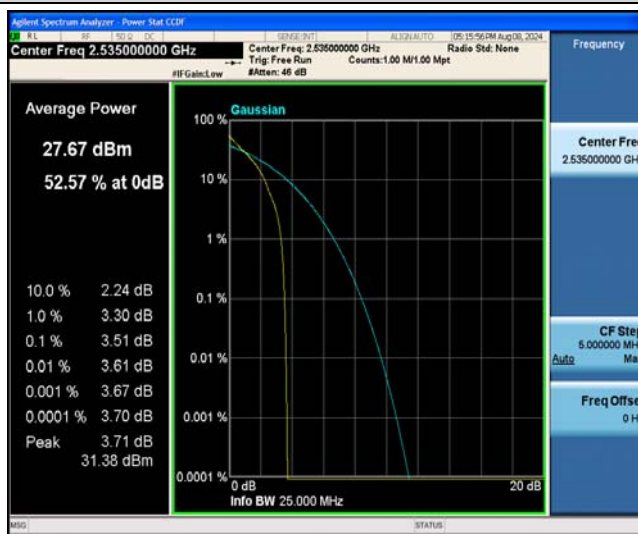 Agilent Spectrum Analyzer - Power Stat CCDF
RL RF 50 Ω DC SENSE:INT ALIGN AUTO 05:15:56 PM Aug 08, 2024
Center Freq 2.535000000 GHz
Center Freq: 2.535000000 GHz Radio Std: None
Trig: Free Run Counts:1.00 M/1.00 Mpt
#IFGain:Low #Atten: 46 dB
Frequency
Average Power
27.67 dBm
52.57 % at 0dB
10.0 % 2.24 dB
1.0 % 3.30 dB
0.1 % 3.51 dB
0.01 % 3.61 dB
0.001 % 3.67 dB
0.0001 % 3.70 dB
Peak 3.71 dB
31.38 dBm
Gaussian
100 %
10 %
1 %
0.1 %
0.01 %
0.001 %
0.0001 %
0 dB 20 dB
Info BW 25.000 MHz
Center Fre
2.535000000 GH
CF Step
5.000000 MH
Auto Ma
Freq Offse
0 H
MSG STATUS